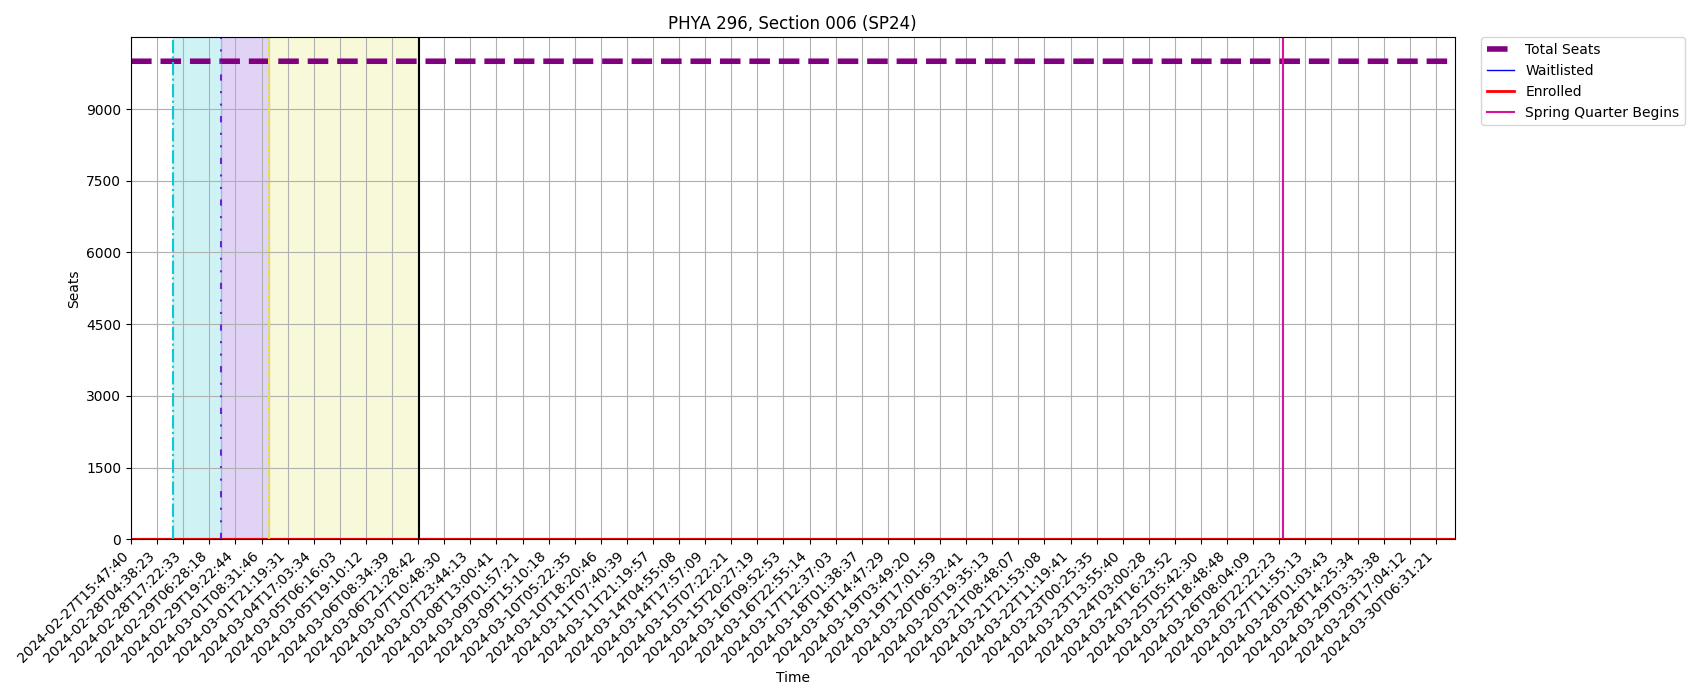 PHYA 296, Section 006 (SP24)
Total Seats
Waitlisted
Enrolled
Spring Quarter Begins
Seats
9000
7500
6000
4500
3000
1500
0
2024-02-27T15:47:40
2024-02-28T04:38:23
2024-02-28T17:22:33
2024-02-29T06:28:18
2024-02-29T19:22:44
2024-03-01T08:31:46
2024-03-01T21:19:31
2024-03-04T17:03:34
2024-03-05T06:16:03
2024-03-05T19:10:12
2024-03-06T08:34:39
2024-03-06T21:28:42
2024-03-07T10:48:30
2024-03-07T23:44:13
2024-03-08T13:00:41
2024-03-09T01:57:21
2024-03-09T15:10:18
2024-03-10T05:22:35
2024-03-10T18:20:46
2024-03-11T07:40:39
2024-03-11T21:19:57
2024-03-14T04:55:08
2024-03-14T17:57:09
2024-03-15T07:22:21
2024-03-15T20:27:19
2024-03-16T09:52:53
2024-03-16T22:55:14
2024-03-17T12:37:03
2024-03-18T01:38:37
2024-03-18T14:47:29
2024-03-19T03:49:20
2024-03-19T17:01:59
2024-03-20T06:32:41
2024-03-20T19:35:13
2024-03-21T08:48:07
2024-03-21T21:53:08
2024-03-22T11:19:41
2024-03-23T00:25:35
2024-03-23T13:55:40
2024-03-24T03:00:28
2024-03-24T16:23:52
2024-03-25T05:42:30
2024-03-25T18:48:48
2024-03-26T08:04:09
2024-03-26T22:22:23
2024-03-27T11:55:13
2024-03-28T01:03:43
2024-03-28T14:25:34
2024-03-29T03:33:38
2024-03-29T17:04:12
2024-03-30T06:31:21
Time